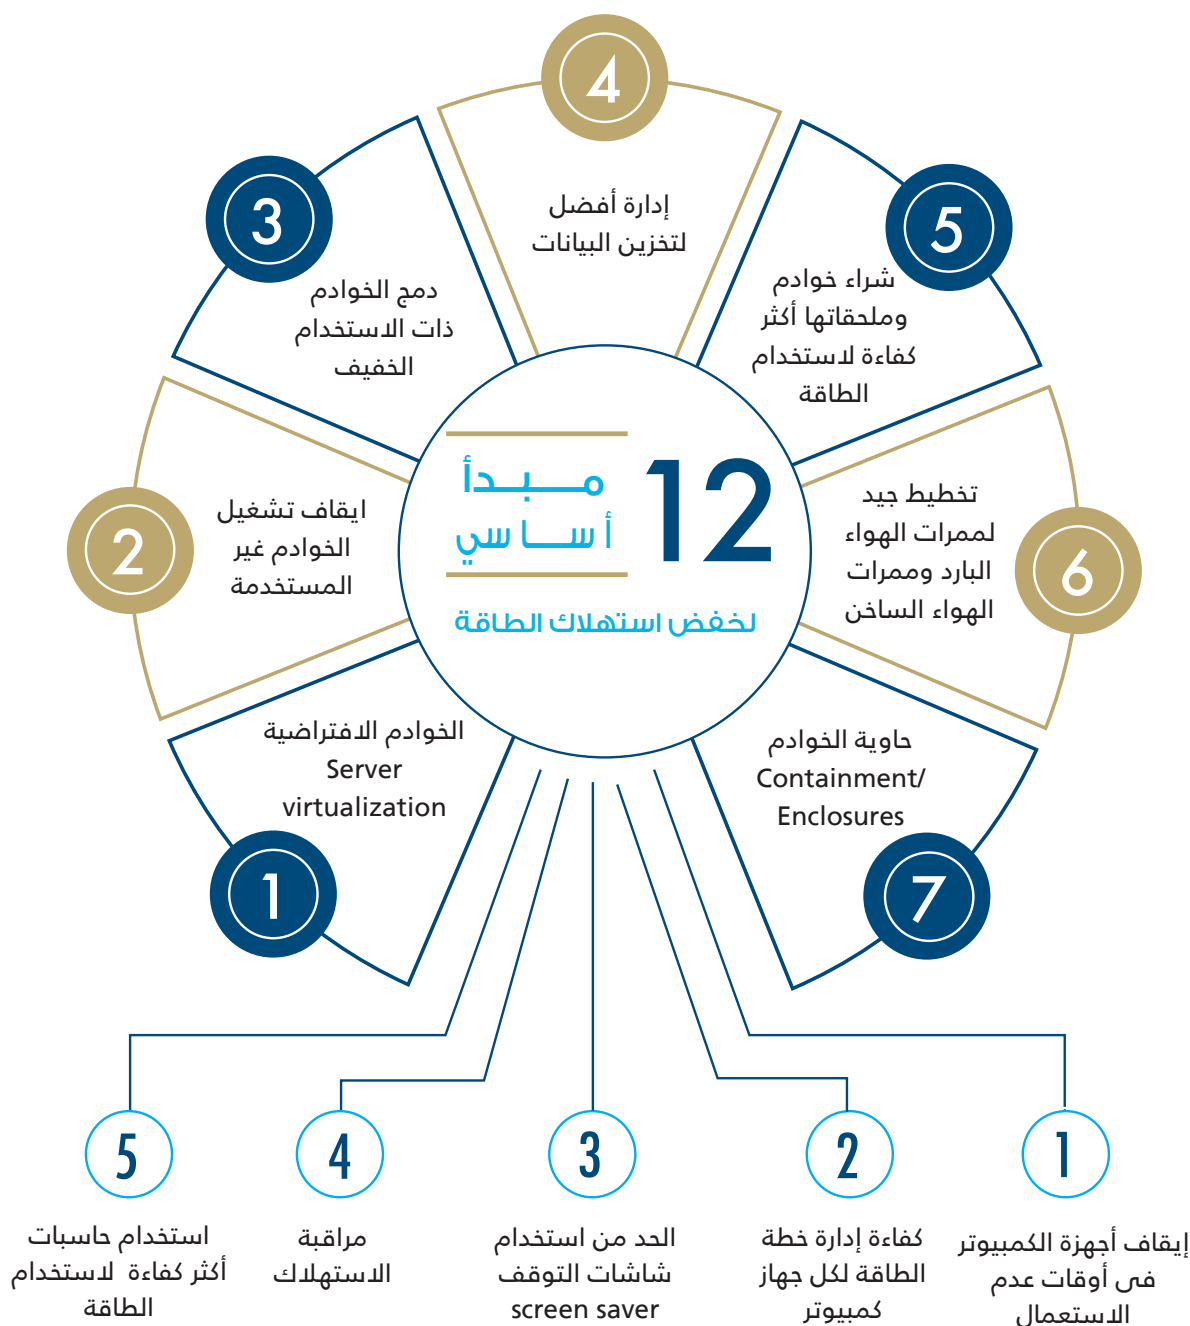 12
مبدأ
أساسي
لخفض استهلاك الطاقة
1
الخوادم الافتراضية
Server
virtualization
2
ايقاف تشغيل
الخوادم غير
المستخدمة
3
دمج الخوادم
ذات الاستخدام
الخفيف
4
إدارة أفضل
لتخزين البيانات
5
شراء خوادم
وملحقاتها أكثر
كفاءة لاستخدام
الطاقة
6
تخطيط جيد
لممرات الهواء
البارد وممرات
الهواء الساخن
7
حاوية الخوادم
Containment/
Enclosures
1
إيقاف أجهزة الكمبيوتر
فى أوقات عدم
الاستعمال
2
كفاءة إدارة خطة
الطاقة لكل جهاز
كمبيوتر
3
الحد من استخدام
شاشات التوقف
screen saver
4
مراقبة
الاستهلاك
5
استخدام حاسبات
أكثر كفاءة لاستخدام
الطاقة